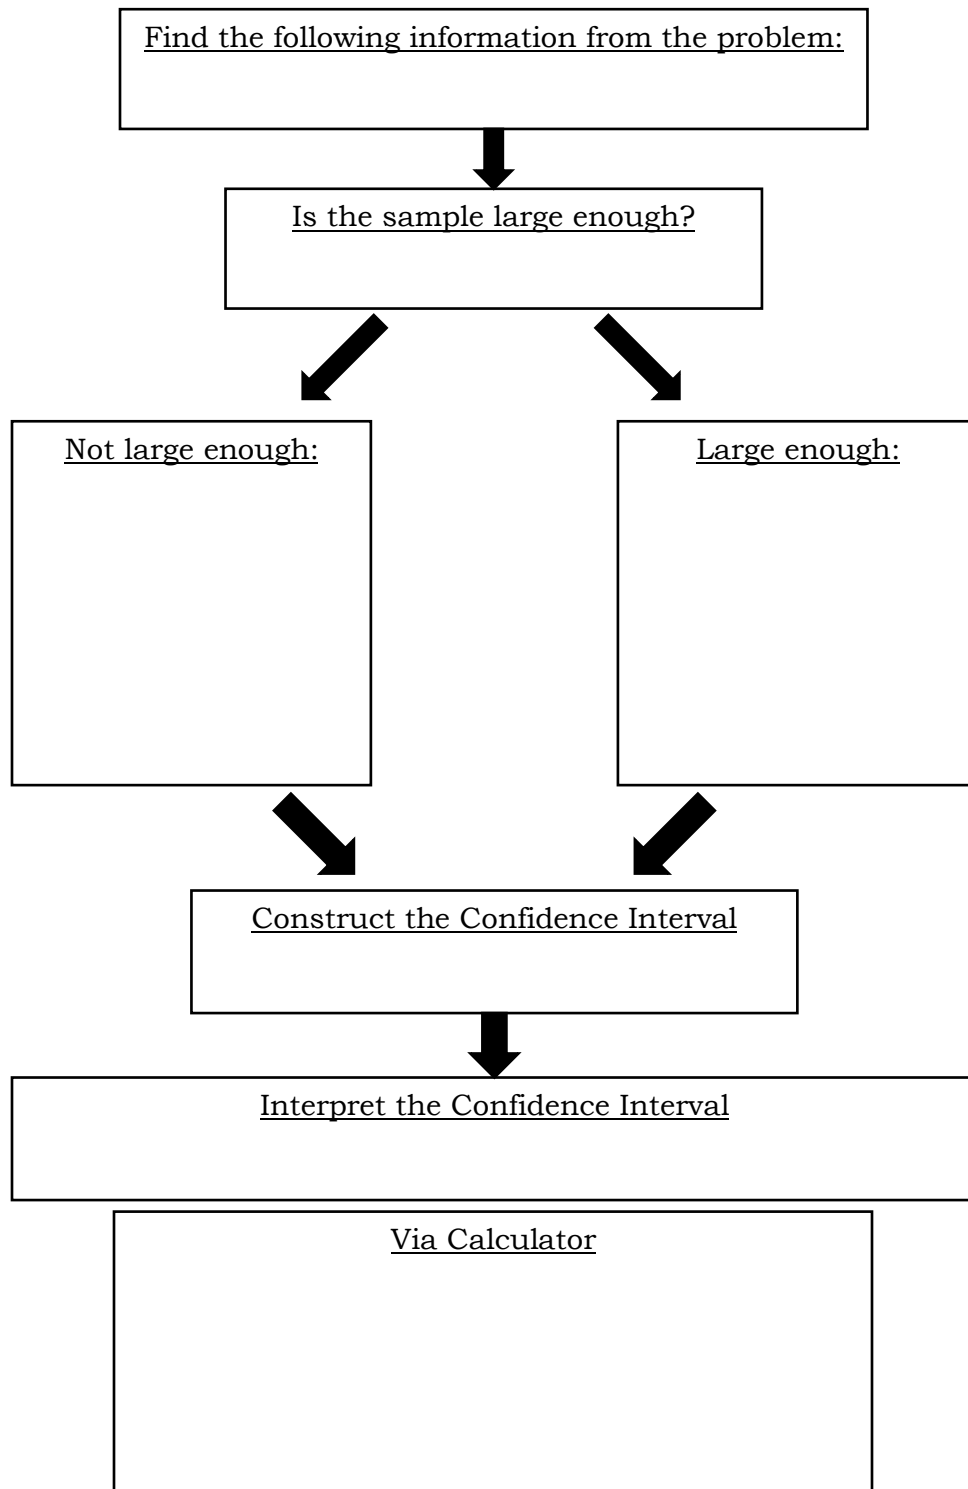 Find the following information from the problem:
Is the sample large enough?
Not large enough:
Large enough:
Construct the Confidence Interval
Interpret the Confidence Interval
Via Calculator